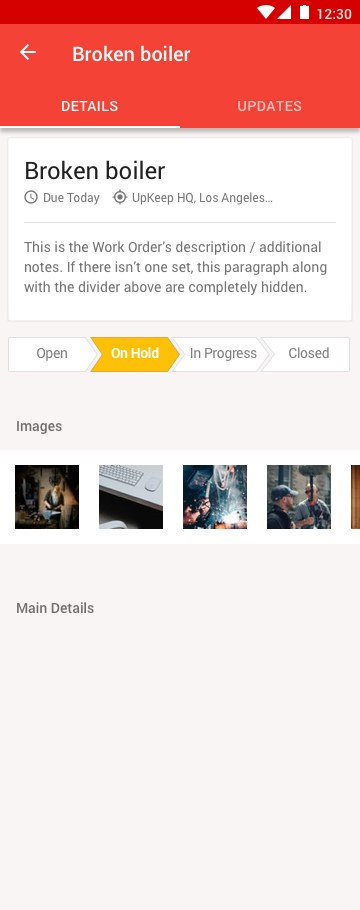 12:30
Broken boiler
DETAILS
UPDATES
Broken boiler
Due Today
UpKeep HQ, Los Angeles...
This is the Work Order’s description / additional
notes. If there isn’t one set, this paragraph along
with the divider above are completely hidden.
Open
On Hold
In Progress
Closed
Images
Main Details